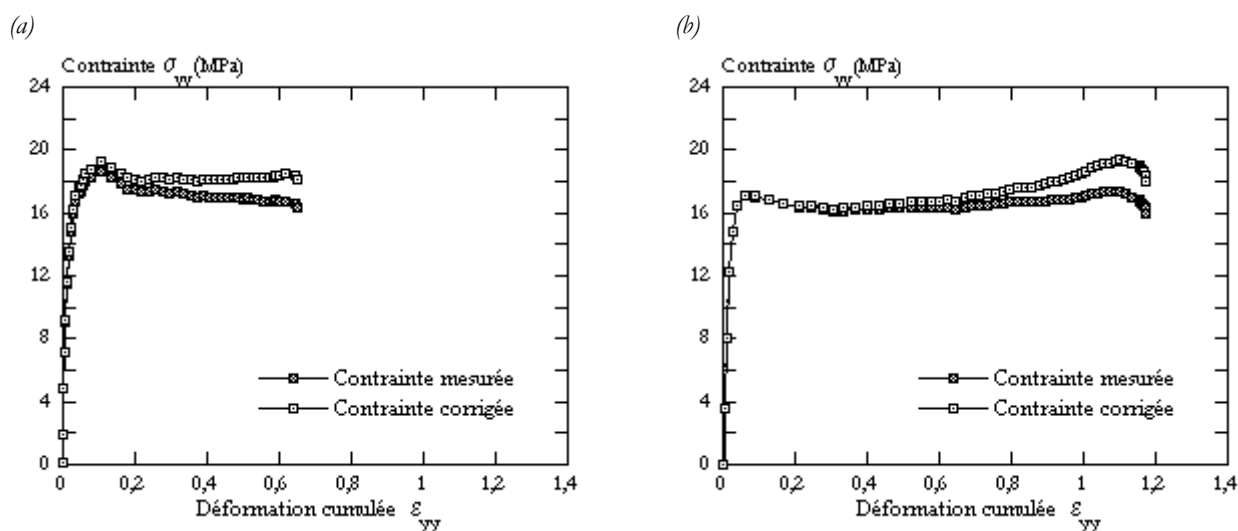 (a)
Contrainte σyy (MPa)
24
20
16
12
8
4
0
0 0,2 0,4 0,6 0,8 1 1,2 1,4
Déformation cumulée εyy
Contrainte mesurée
Contrainte corrigée
(b)
Contrainte σyy (MPa)
24
20
16
12
8
4
0
0 0,2 0,4 0,6 0,8 1 1,2 1,4
Déformation cumulée εyy
Contrainte mesurée
Contrainte corrigée